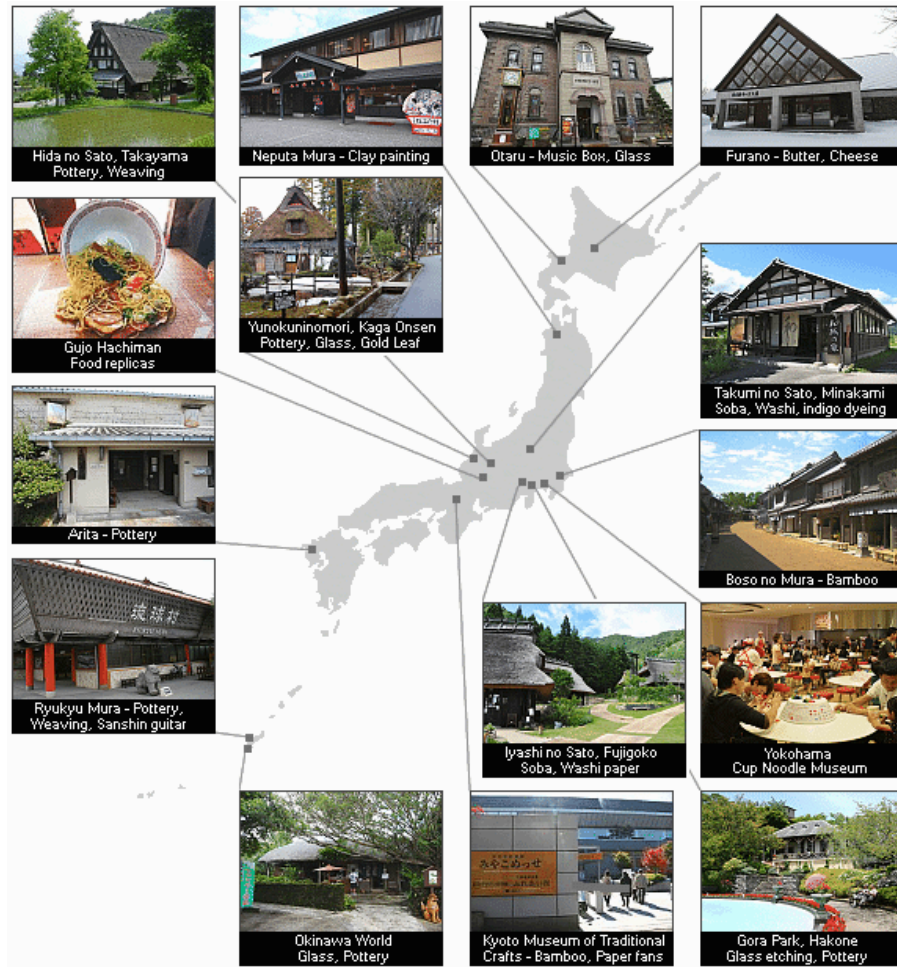 Hida no Sato, Takayama
Pottery, Weaving
Neputa Mura - Clay painting
Otaru - Music Box, Glass
Furano - Butter, Cheese
Gujo Hachiman
Food replicas
Yunokuninomori, Kaga Onsen
Pottery, Glass, Gold Leaf
Takumi no Sato, Minakami
Soba, Washi, indigo dyeing
Arita - Pottery
Boso no Mura - Bamboo
琉球村
Ryukyu Mura - Pottery,
Weaving, Sanshin guitar
Iyashi no Sato, Fujigoko
Soba, Washi paper
Yokohama
Cup Noodle Museum
Okinawa World
Glass, Pottery
みやこめっせ
Kyoto Museum of Traditional
Crafts - Bamboo, Paper fans
Gora Park, Hakone
Glass etching, Pottery